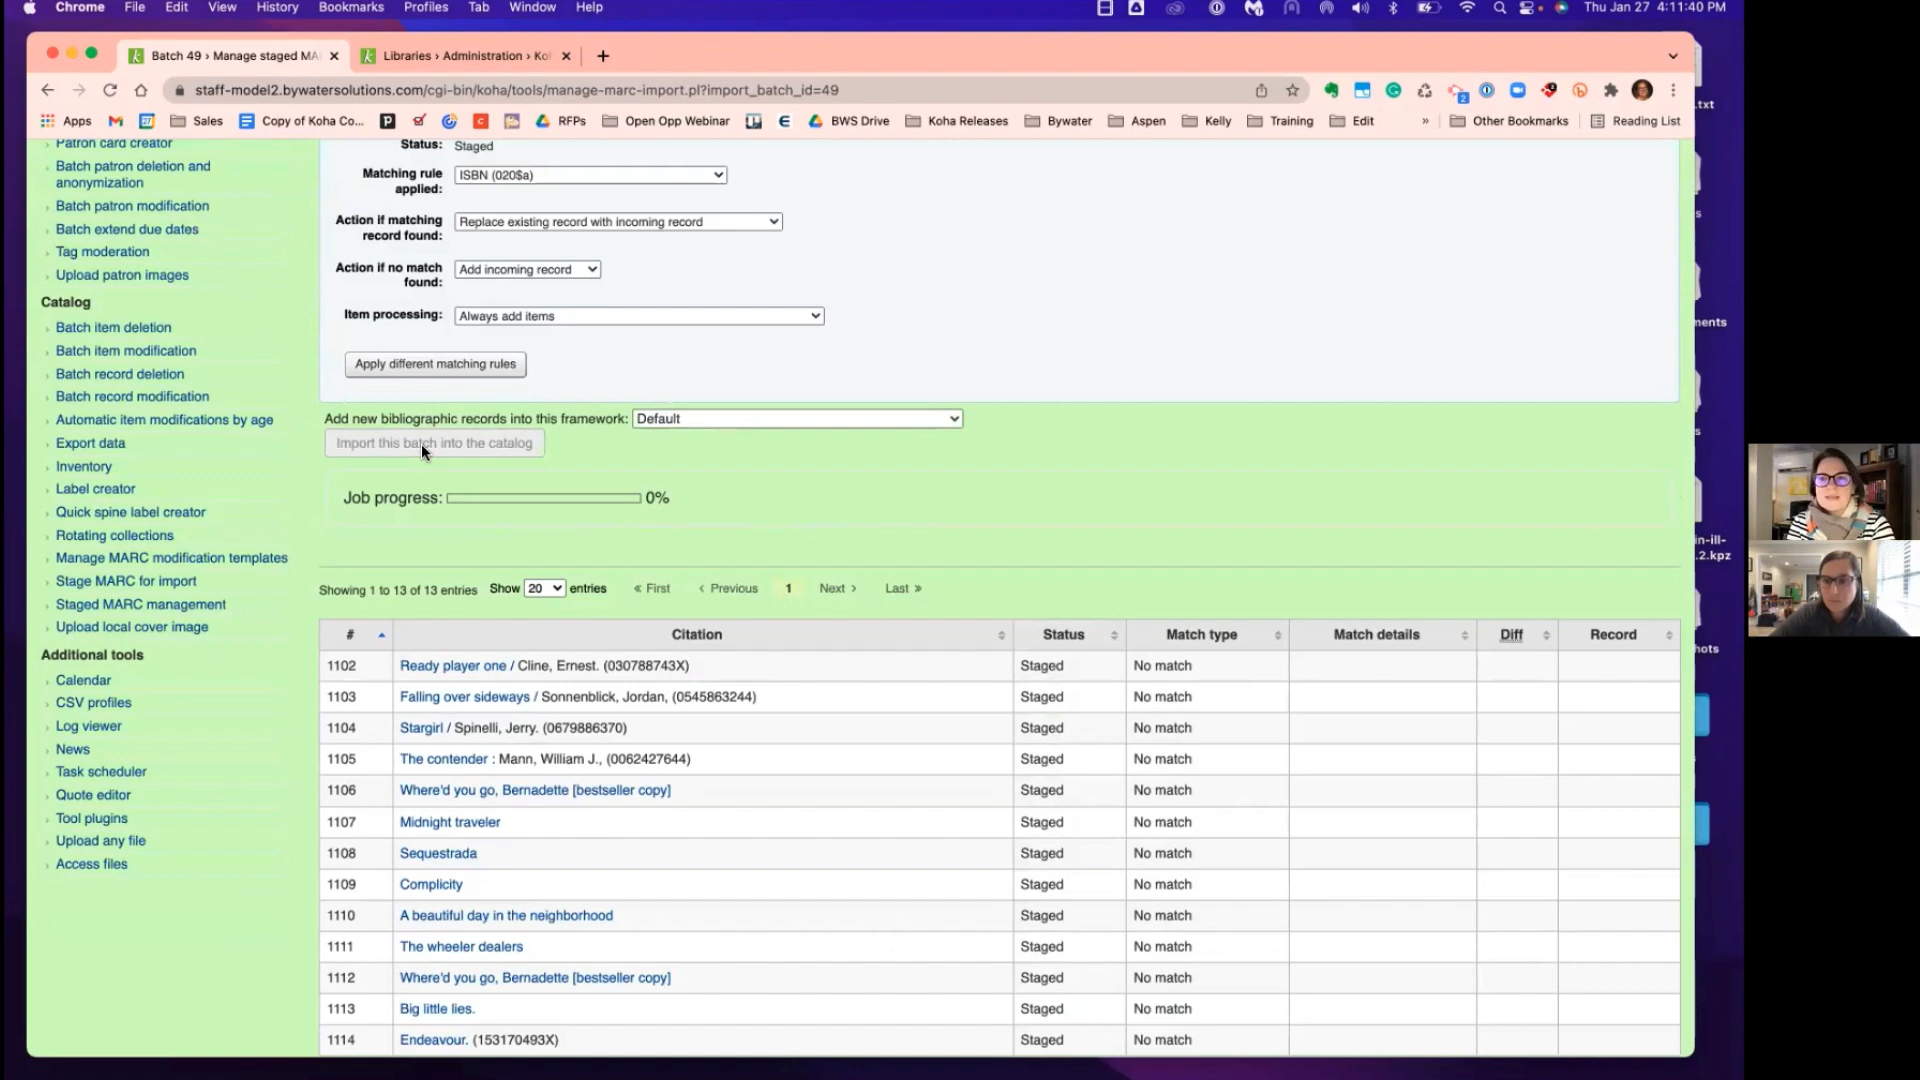 Chrome File Edit View History Bookmarks Profiles Tab Window Help Thu Jan 27 4:11:40 PM
Batch 49 › Manage staged MA Libraries › Administration › Ko
staff-model2.bywatersolutions.com/cgi-bin/koha/tools/manage-marc-import.pl?import_batch_id=49
Apps Sales Copy of Koha Co... RFPs Open Opp Webinar BWS Drive Koha Releases Bywater Aspen Kelly Training Edit » Other Bookmarks Reading List
.txt
Patron card creator
Batch patron deletion and
anonymization
Batch patron modification
Batch extend due dates
Tag moderation
Upload patron images
Catalog
Batch item deletion
Batch item modification
Batch record deletion
Batch record modification
Automatic item modifications by age
Export data
Inventory
Label creator
Quick spine label creator
Rotating collections
Manage MARC modification templates
Stage MARC for import
Staged MARC management
Upload local cover image
Additional tools
Calendar
CSV profiles
Log viewer
News
Task scheduler
Quote editor
Tool plugins
Upload any file
Access files
Status: Staged
Matching rule
applied: ISBN (020$a)
Action if matching
record found: Replace existing record with incoming record
Action if no match
found: Add incoming record
Item processing: Always add items
Apply different matching rules
Add new bibliographic records into this framework: Default
Import this batch into the catalog
Job progress: 0%
Showing 1 to 13 of 13 entries Show 20 entries « First ‹ Previous 1 Next › Last »
# Citation Status Match type Match details Diff Record
1102 Ready player one / Cline, Ernest. (030788743X) Staged No match
1103 Falling over sideways / Sonnenblick, Jordan, (0545863244) Staged No match
1104 Stargirl / Spinelli, Jerry. (0679886370) Staged No match
1105 The contender : Mann, William J., (0062427644) Staged No match
1106 Where'd you go, Bernadette [bestseller copy] Staged No match
1107 Midnight traveler Staged No match
1108 Sequestrada Staged No match
1109 Complicity Staged No match
1110 A beautiful day in the neighborhood Staged No match
1111 The wheeler dealers Staged No match
1112 Where'd you go, Bernadette [bestseller copy] Staged No match
1113 Big little lies. Staged No match
1114 Endeavour. (153170493X) Staged No match
s
ments
s
in-ill-
.2.kpz
hots